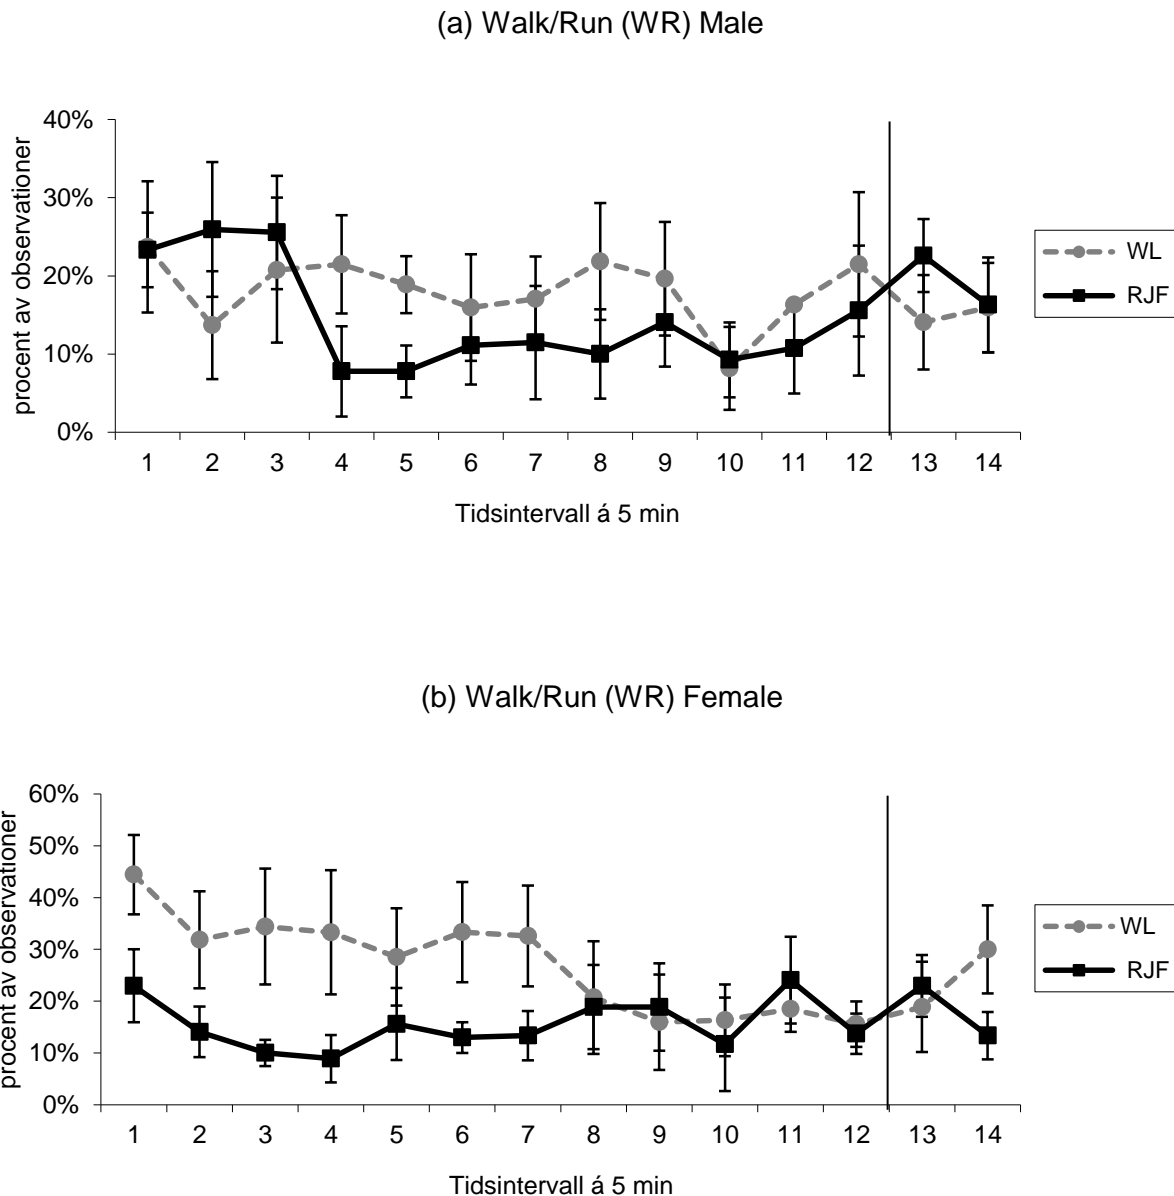 (a) Walk/Run (WR) Male
procent av observationer
40%
30%
20%
10%
0%
1 2 3 4 5 6 7 8 9 10 11 12 13 14
Tidsintervall á 5 min
WL
RJF
(b) Walk/Run (WR) Female
procent av observationer
60%
50%
40%
30%
20%
10%
0%
1 2 3 4 5 6 7 8 9 10 11 12 13 14
Tidsintervall á 5 min
WL
RJF